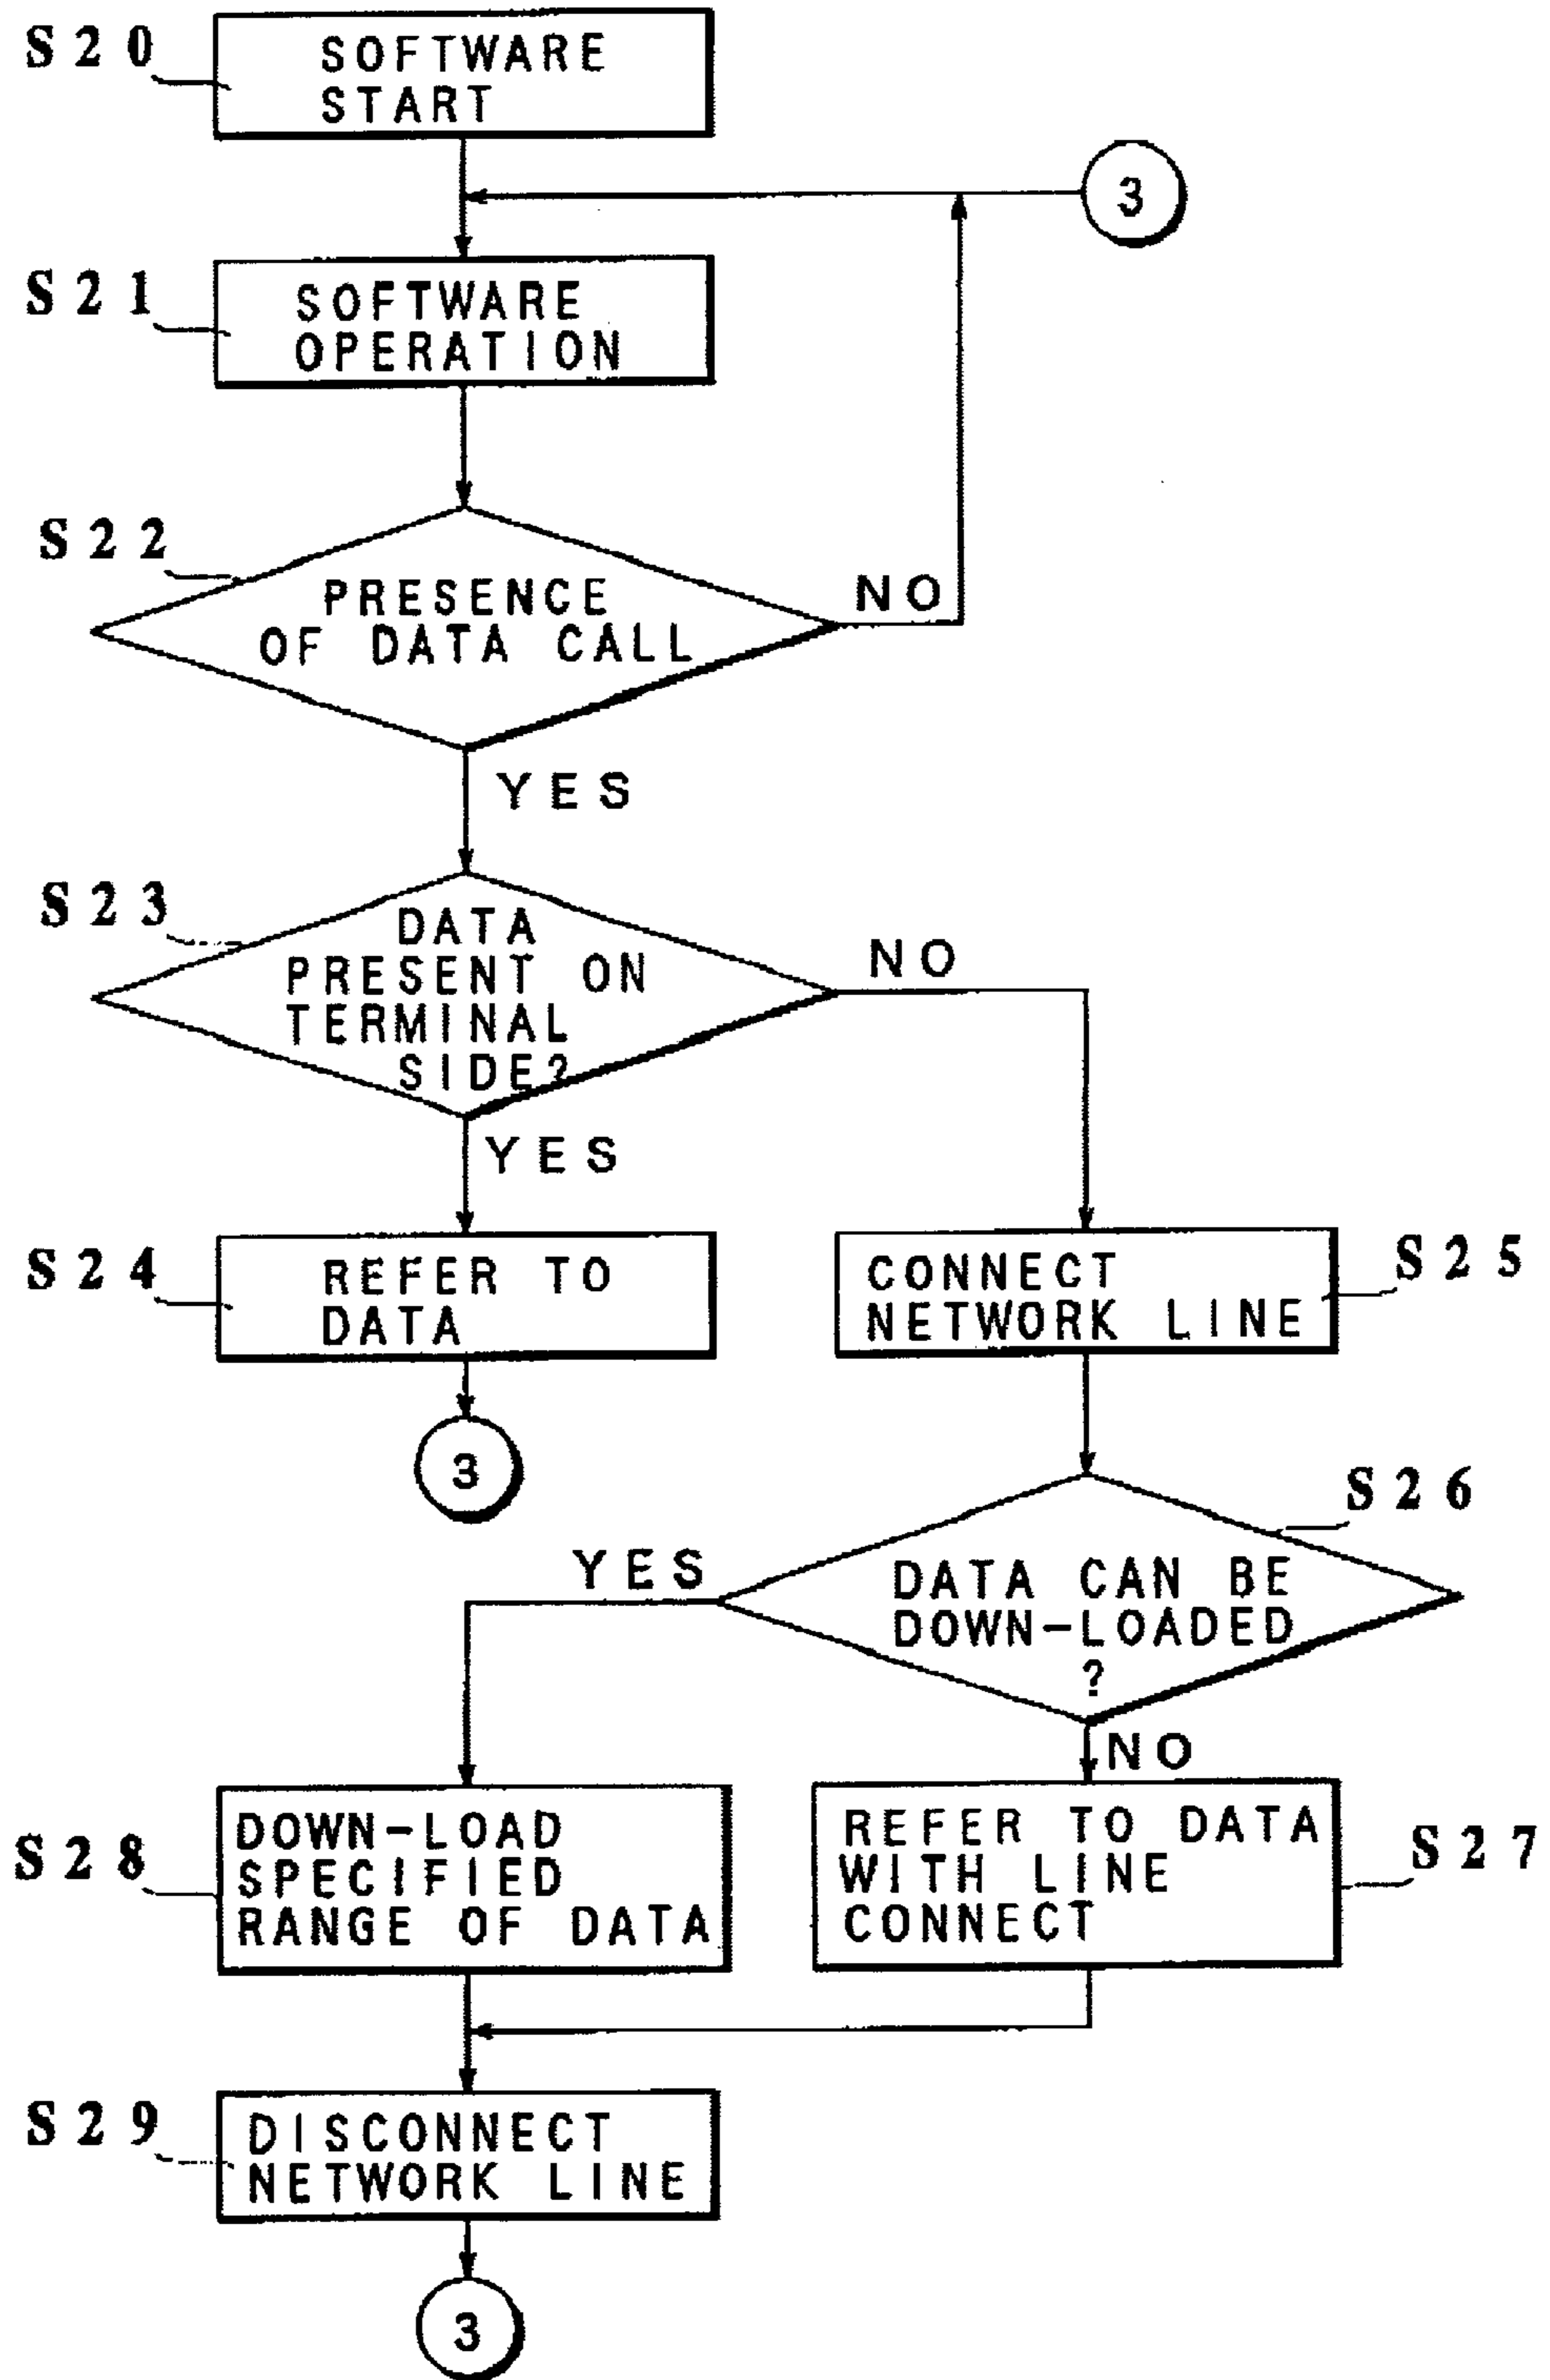 S20
SOFTWARE
START
3
S21
SOFTWARE
OPERATION
S22
PRESENCE
OF DATA CALL
NO
YES
S23
DATA
PRESENT ON
TERMINAL
SIDE?
NO
YES
S24
REFER TO
DATA
CONNECT
NETWORK LINE
S25
3
S26
YES
DATA CAN BE
DOWN-LOADED
?
NO
S28
DOWN-LOAD
SPECIFIED
RANGE OF DATA
REFER TO DATA
WITH LINE
CONNECT
S27
S29
DISCONNECT
NETWORK LINE
3